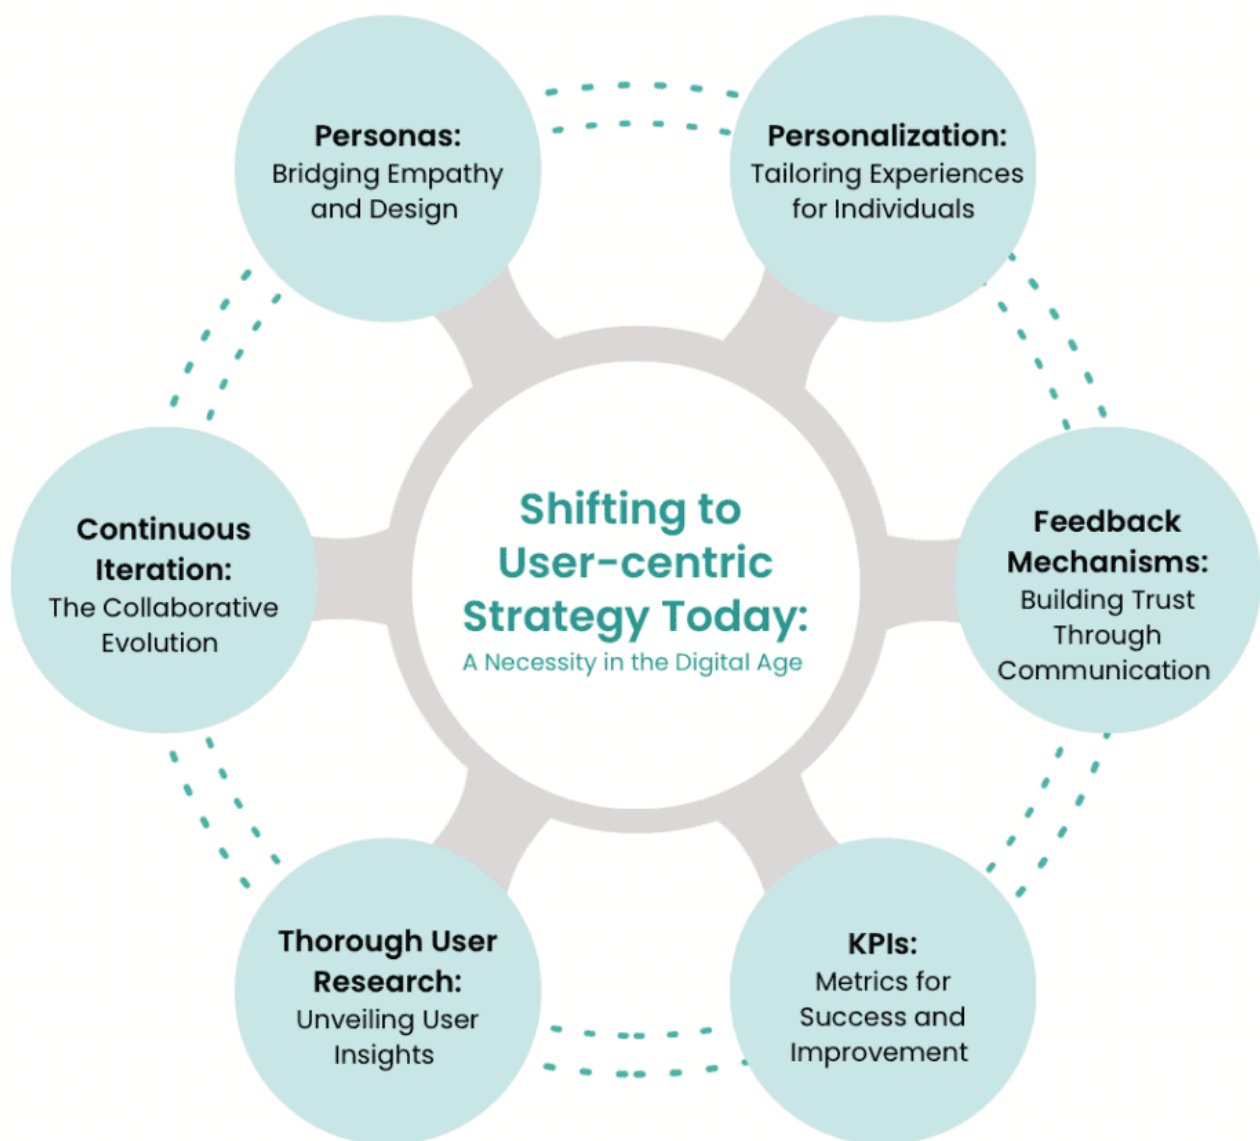 Personas:
Bridging Empathy
and Design
Personalization:
Tailoring Experiences
for Individuals
Continuous
Iteration:
The Collaborative
Evolution
Shifting to
User-centric
Strategy Today:
A Necessity in the Digital Age
Feedback
Mechanisms:
Building Trust
Through
Communication
Thorough User
Research:
Unveiling User
Insights
KPIs:
Metrics for
Success and
Improvement